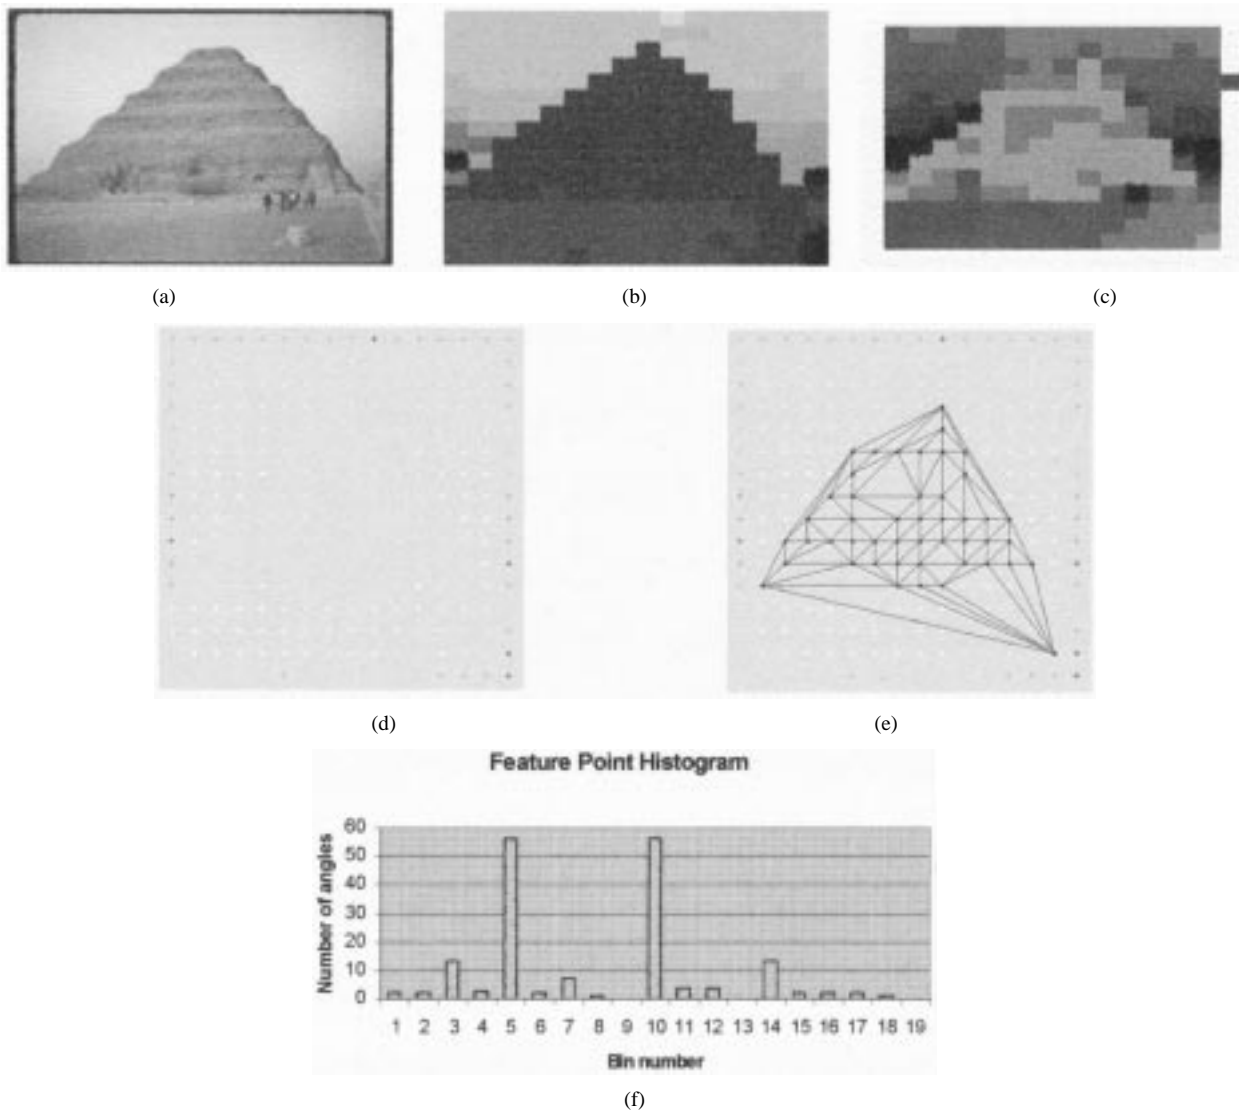 (a) (b) (c)
(d) (e)
Feature Point Histogram
60
50
40
30
20
10
0
Number of angles
1 2 3 4 5 6 7 8 9 10 11 12 13 14 15 16 17 18 19
Bin number
(f)